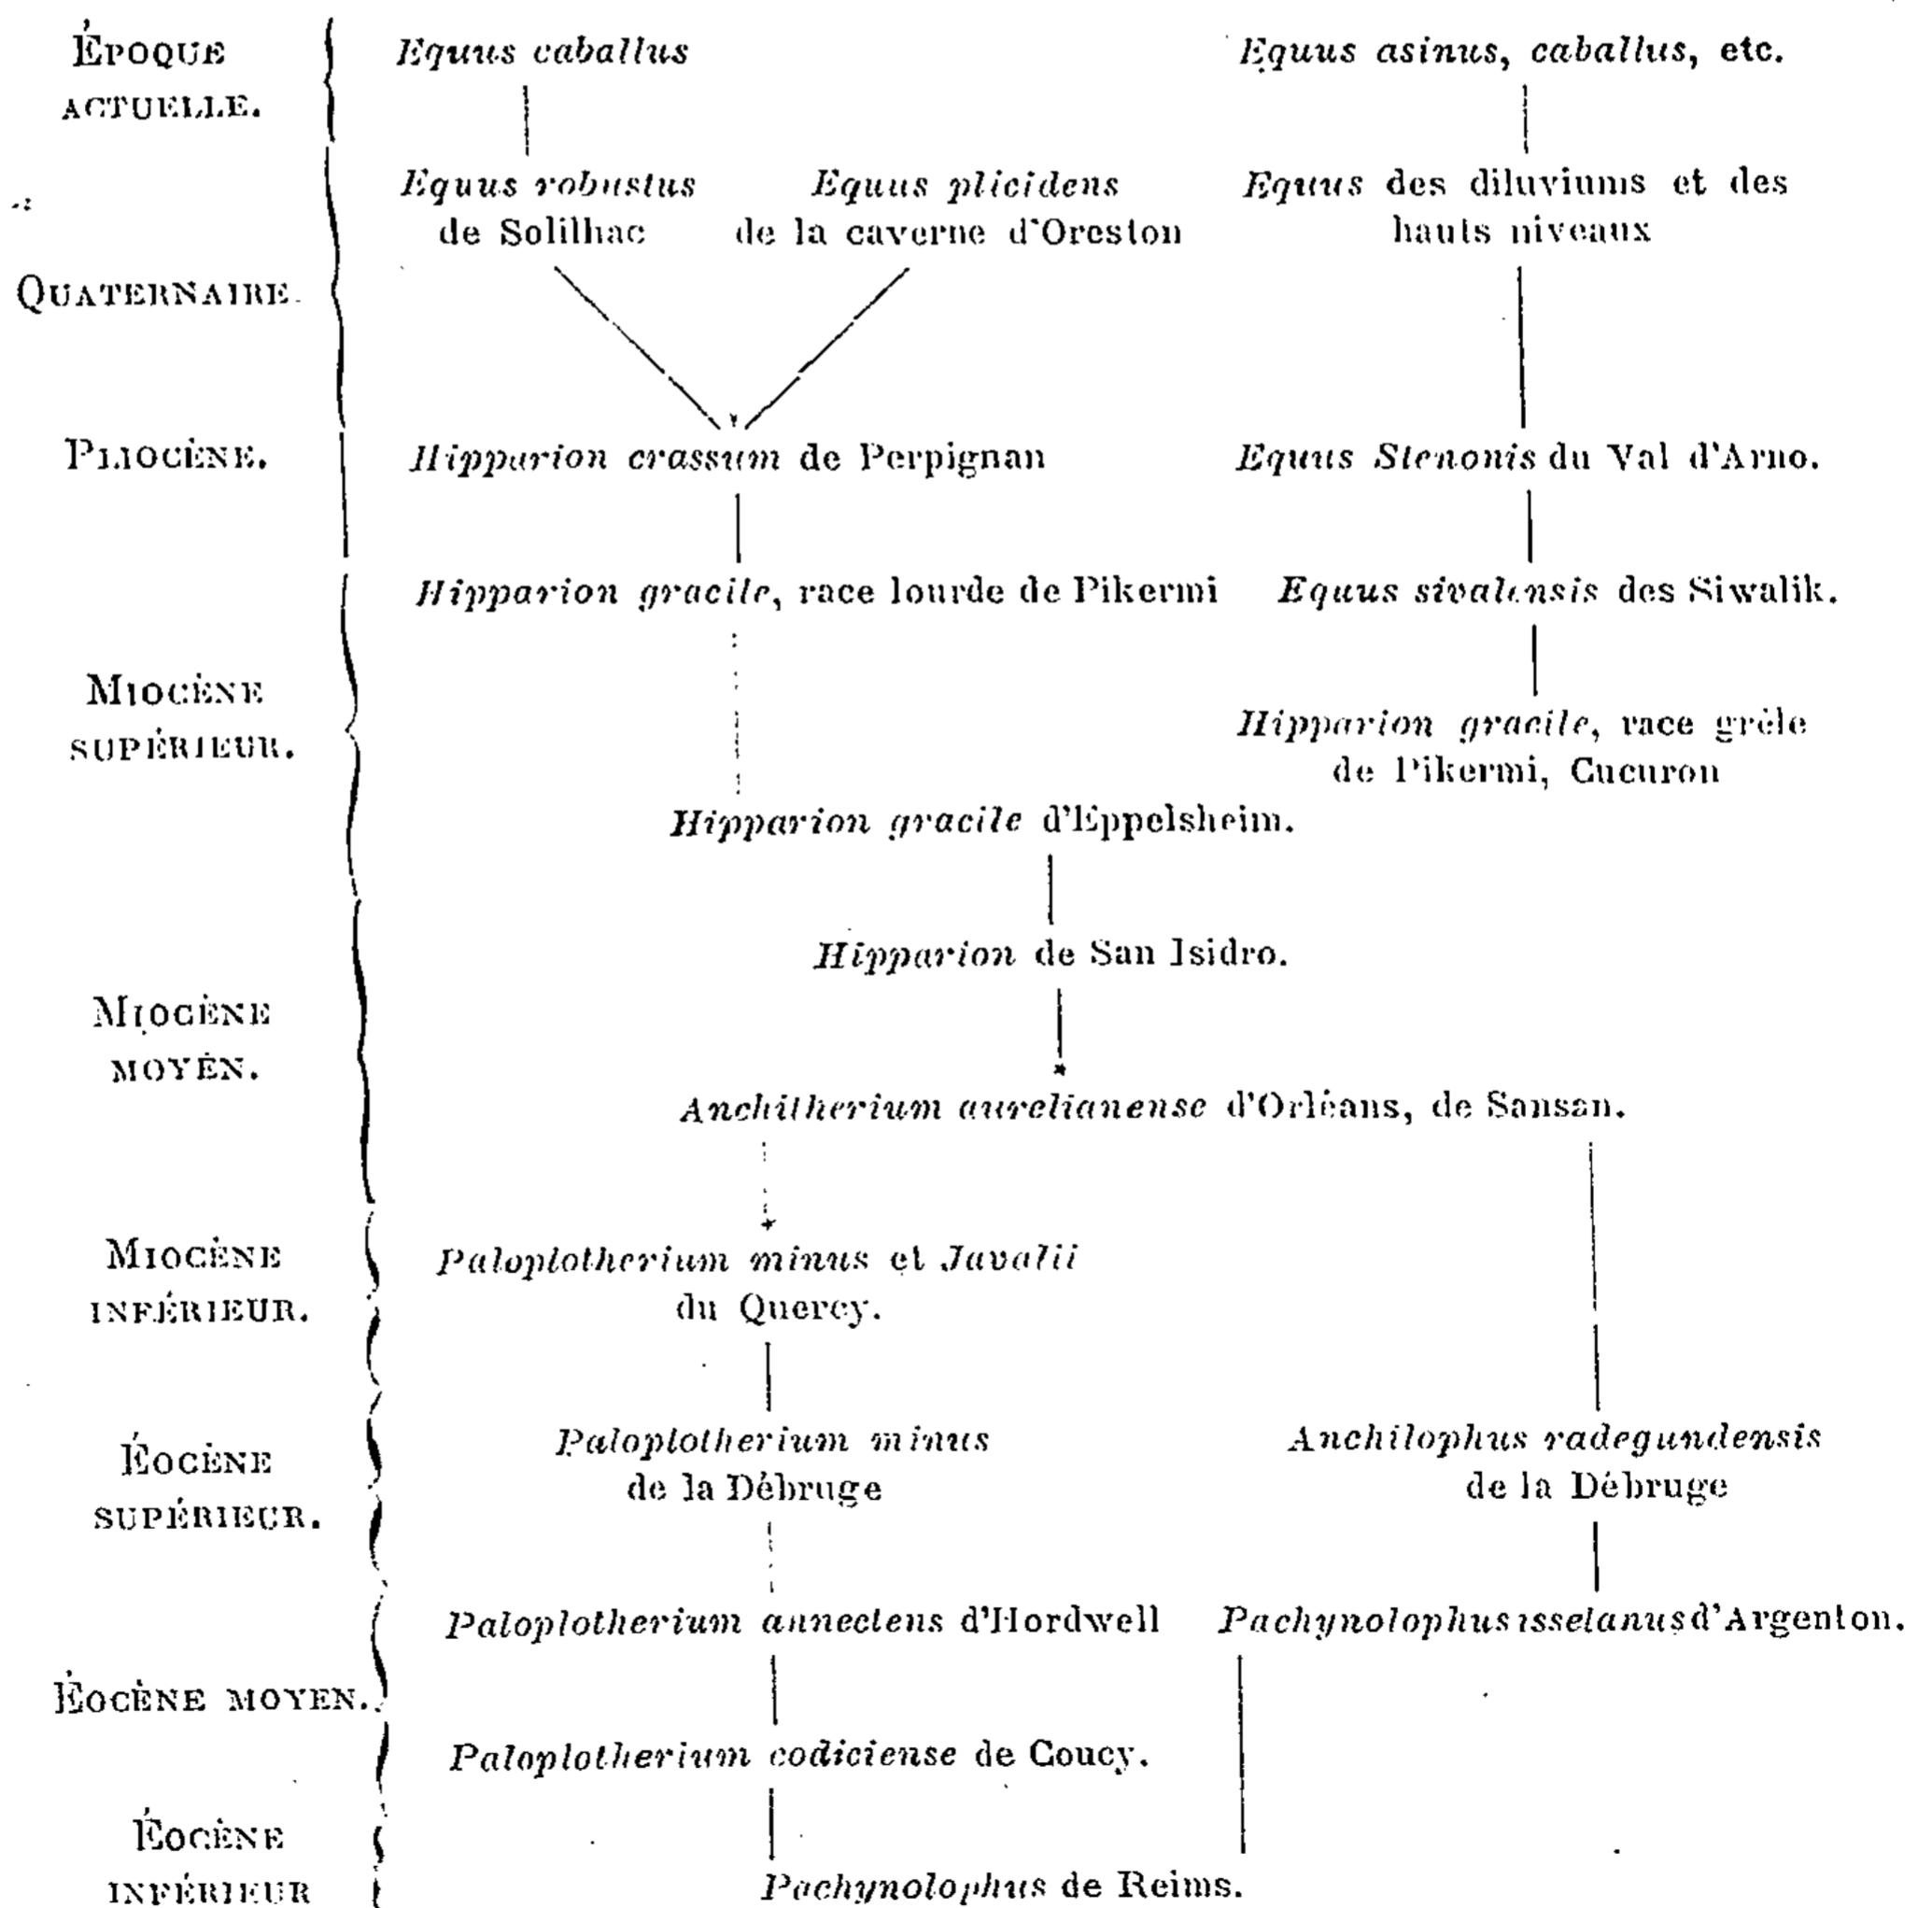 ÉPOQUE
ACTUELLE.
Equus caballus
Equus asinus, caballus, etc.
Equus robustus
de Solilhac
Equus plicidens
de la caverne d'Oreston
Equus des diluviums et des
hauts niveaux
QUATERNAIRE.
PLIOCÈNE.
Hipparion crassum de Perpignan
Equus Stenonis du Val d'Arno.
Hipparion gracile, race lourde de Pikermi
Equus sivalensis des Siwalik.
MIOCÈNE
SUPÉRIEUR.
Hipparion gracile, race grêle
de Pikermi, Cucuron
Hipparion gracile d'Eppelsheim.
Hipparion de San Isidro.
MIOCÈNE
MOYEN.
Anchitherium aurelianense d'Orléans, de Sansan.
MIOCÈNE
INFÉRIEUR.
Paloplotherium minus et Javalii
du Quercy.
ÉOCÈNE
SUPÉRIEUR.
Paloplotherium minus
de la Débruge
Anchilophus radegundensis
de la Débruge
Paloplotherium annectens d'Hordwell
Pachynolophus isselanus d'Argenton.
ÉOCÈNE MOYEN.
Paloplotherium codiciense de Coucy.
ÉOCÈNE
INFÉRIEUR
Pachynolophus de Reims.